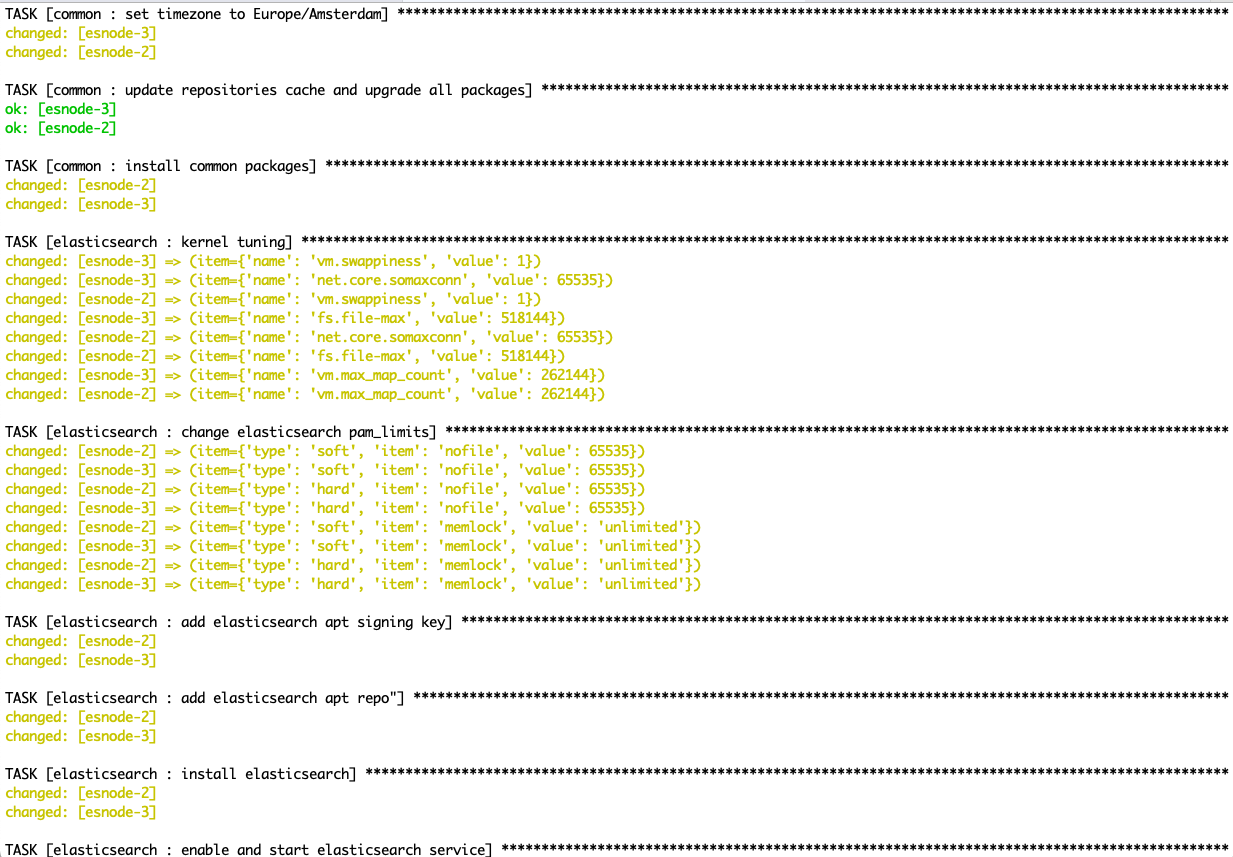 TASK [common : set timezone to Europe/Amsterdam] ********************************************************************************************************
changed: [esnode-3]
changed: [esnode-2]
TASK [common : update repositories cache and upgrade all packages] **************************************************************************************
ok: [esnode-3]
ok: [esnode-2]
TASK [common : install common packages] *****************************************************************************************************************
changed: [esnode-2]
changed: [esnode-3]
TASK [elasticsearch : kernel tuning] ********************************************************************************************************************
changed: [esnode-3] => (item={'name': 'vm.swappiness', 'value': 1})
changed: [esnode-3] => (item={'name': 'net.core.somaxconn', 'value': 65535})
changed: [esnode-2] => (item={'name': 'vm.swappiness', 'value': 1})
changed: [esnode-3] => (item={'name': 'fs.file-max', 'value': 518144})
changed: [esnode-2] => (item={'name': 'net.core.somaxconn', 'value': 65535})
changed: [esnode-2] => (item={'name': 'fs.file-max', 'value': 518144})
changed: [esnode-3] => (item={'name': 'vm.max_map_count', 'value': 262144})
changed: [esnode-2] => (item={'name': 'vm.max_map_count', 'value': 262144})
TASK [elasticsearch : change elasticsearch pam_limits] **************************************************************************************************
changed: [esnode-2] => (item={'type': 'soft', 'item': 'nofile', 'value': 65535})
changed: [esnode-3] => (item={'type': 'soft', 'item': 'nofile', 'value': 65535})
changed: [esnode-2] => (item={'type': 'hard', 'item': 'nofile', 'value': 65535})
changed: [esnode-3] => (item={'type': 'hard', 'item': 'nofile', 'value': 65535})
changed: [esnode-2] => (item={'type': 'soft', 'item': 'memlock', 'value': 'unlimited'})
changed: [esnode-3] => (item={'type': 'soft', 'item': 'memlock', 'value': 'unlimited'})
changed: [esnode-2] => (item={'type': 'hard', 'item': 'memlock', 'value': 'unlimited'})
changed: [esnode-3] => (item={'type': 'hard', 'item': 'memlock', 'value': 'unlimited'})
TASK [elasticsearch : add elasticsearch apt signing key] ************************************************************************************************
changed: [esnode-2]
changed: [esnode-3]
TASK [elasticsearch : add elasticsearch apt repo"] ******************************************************************************************************
changed: [esnode-2]
changed: [esnode-3]
TASK [elasticsearch : install elasticsearch] ************************************************************************************************************
changed: [esnode-2]
changed: [esnode-3]
TASK [elasticsearch : enable and start elasticsearch service] *******************************************************************************************